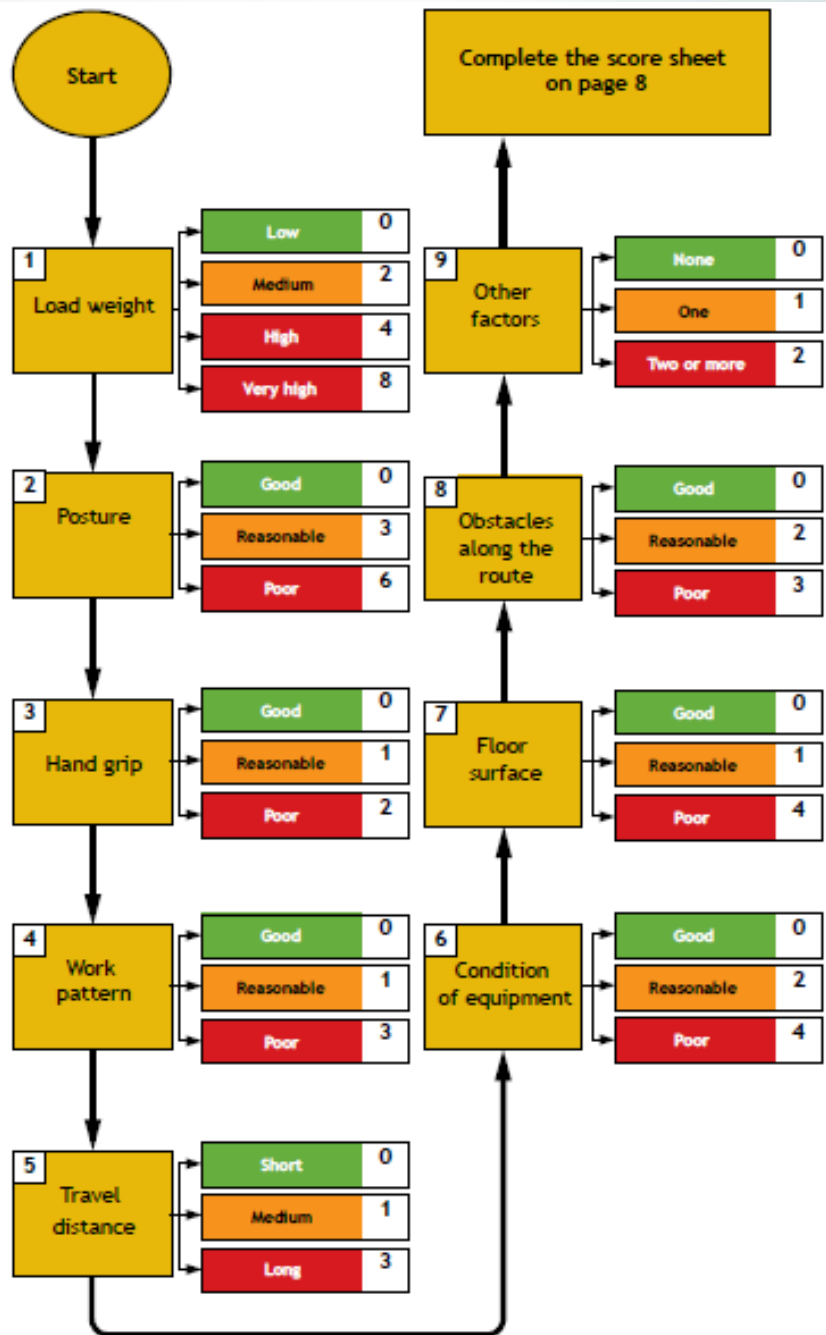 Start
1
Load weight
Low 0
Medium 2
High 4
Very high 8
2
Posture
Good 0
Reasonable 3
Poor 6
3
Hand grip
Good 0
Reasonable 1
Poor 2
4
Work
pattern
Good 0
Reasonable 1
Poor 3
5
Travel
distance
Short 0
Medium 1
Long 3
6
Condition
of equipment
Good 0
Reasonable 2
Poor 4
7
Floor
surface
Good 0
Reasonable 1
Poor 4
8
Obstacles
along the
route
Good 0
Reasonable 2
Poor 3
9
Other
factors
None 0
One 1
Two or more 2
Complete the score sheet
on page 8